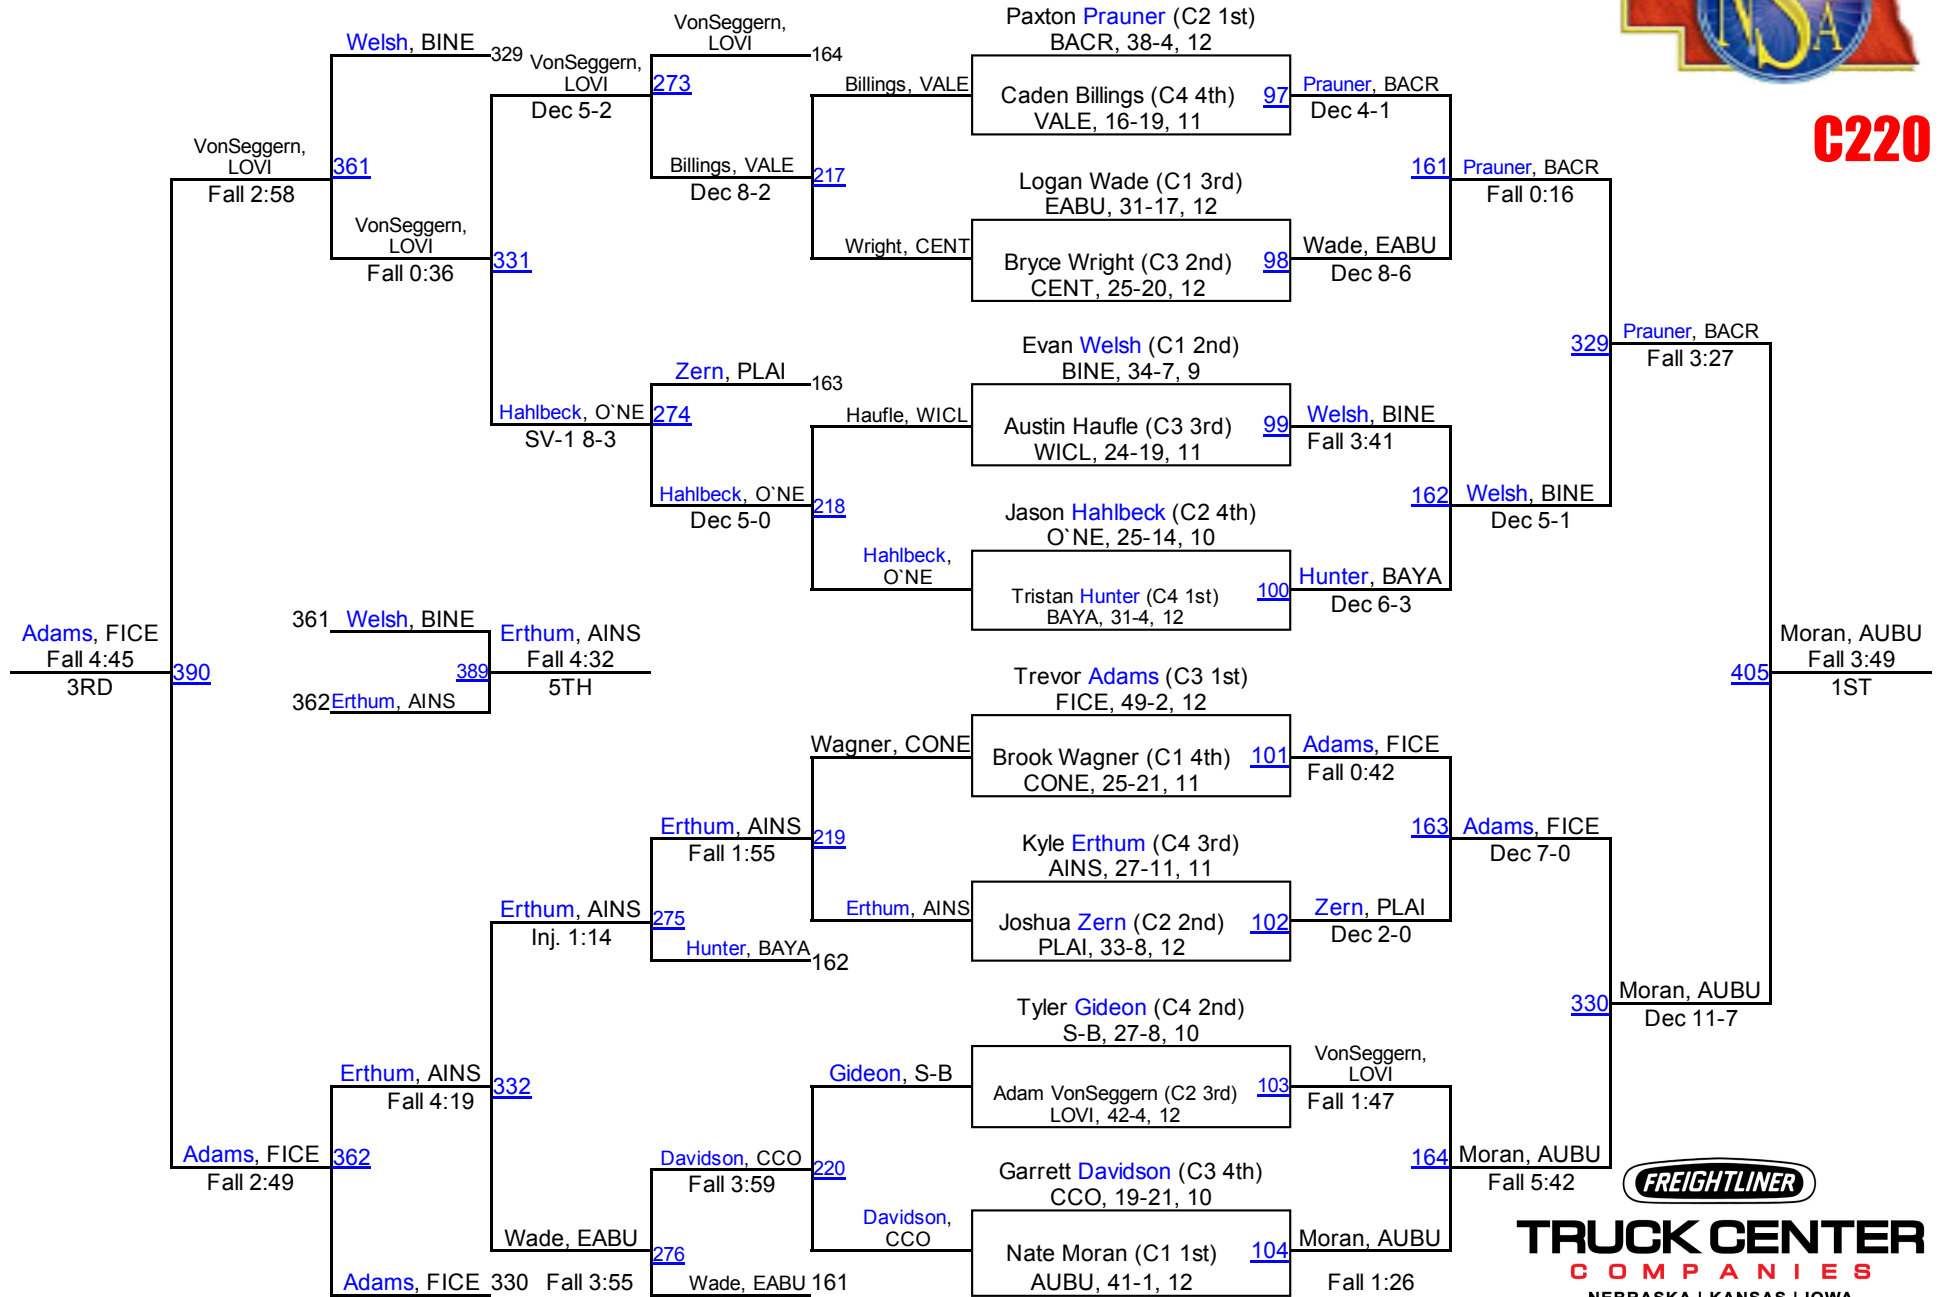 NSA
C220
Paxton Prauner (C2 1st)
BACR, 38-4, 12
Caden Billings (C4 4th)
VALE, 16-19, 11
97
Logan Wade (C1 3rd)
EABU, 31-17, 12
Bryce Wright (C3 2nd)
CENT, 25-20, 12
98
Evan Welsh (C1 2nd)
BINE, 34-7, 9
Austin Haufle (C3 3rd)
WICL, 24-19, 11
99
Jason Hahlbeck (C2 4th)
O`NE, 25-14, 10
Tristan Hunter (C4 1st)
BAYA, 31-4, 12
100
Trevor Adams (C3 1st)
FICE, 49-2, 12
Brook Wagner (C1 4th)
CONE, 25-21, 11
101
Kyle Erthum (C4 3rd)
AINS, 27-11, 11
Joshua Zern (C2 2nd)
PLAI, 33-8, 12
102
Tyler Gideon (C4 2nd)
S-B, 27-8, 10
Adam VonSeggern (C2 3rd)
LOVI, 42-4, 12
103
Garrett Davidson (C3 4th)
CCO, 19-21, 10
Nate Moran (C1 1st)
AUBU, 41-1, 12
104
Prauner, BACR
Dec 4-1
161
Wade, EABU
Dec 8-6
Welsh, BINE
Fall 3:41
162
Hunter, BAYA
Dec 6-3
Adams, FICE
Fall 0:42
163
Zern, PLAI
Dec 2-0
VonSeggern,
LOVI
Fall 1:47
164
Moran, AUBU
Fall 1:26
Prauner, BACR
Fall 0:16
329
Welsh, BINE
Dec 5-1
Adams, FICE
Dec 7-0
330
Moran, AUBU
Fall 5:42
Prauner, BACR
Fall 3:27
405
Moran, AUBU
Dec 11-7
Moran, AUBU
Fall 3:49
1ST
Billings, VALE
217
Wright, CENT
Haufle, WICL
218
Hahlbeck,
O`NE
Wagner, CONE
219
Erthum, AINS
Gideon, S-B
220
Davidson,
CCO
VonSeggern,
LOVI
164
273
Billings, VALE
Dec 8-2
Zern, PLAI
163
274
Hahlbeck, O`NE
Dec 5-0
Erthum, AINS
Fall 1:55
275
Hunter, BAYA
162
Davidson, CCO
Fall 3:59
276
Wade, EABU 161
VonSeggern,
LOVI
Dec 5-2
331
Hahlbeck, O`NE
SV-1 8-3
Erthum, AINS
Inj. 1:14
332
Wade, EABU
Fall 3:55
Welsh, BINE
329
361
VonSeggern,
LOVI
Fall 0:36
Erthum, AINS
Fall 4:19
362
Adams, FICE 330
VonSeggern,
LOVI
Fall 2:58
390
Adams, FICE
Fall 2:49
Adams, FICE
Fall 4:45
3RD
361 Welsh, BINE
389
362 Erthum, AINS
Erthum, AINS
Fall 4:32
5TH
FREIGHTLINER
TRUCK CENTER
COMPANIES
NEBRASKA | KANSAS | IOWA